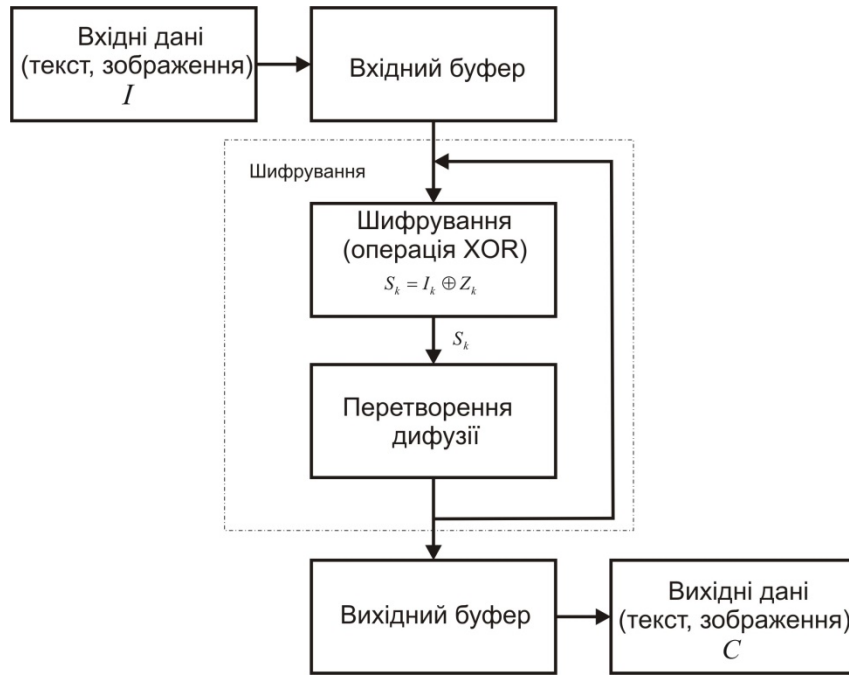 Вхідні дані
(текст, зображення)
I
Вхідний буфер
Шифрування
Шифрування
(операція XOR)
S_k = I_k ⊕ Z_k
S_k
Перетворення
дифузії
Вихідний буфер
Вихідні дані
(текст, зображення)
C